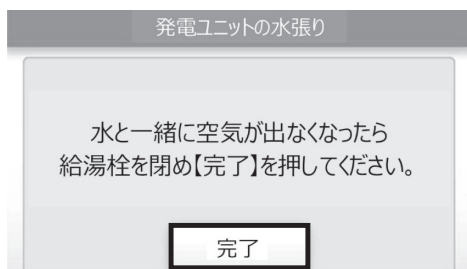 発電ユニットの水張り
水と一緒に空気が出なくなったら
給湯栓を閉め【完了】を押してください。
完了